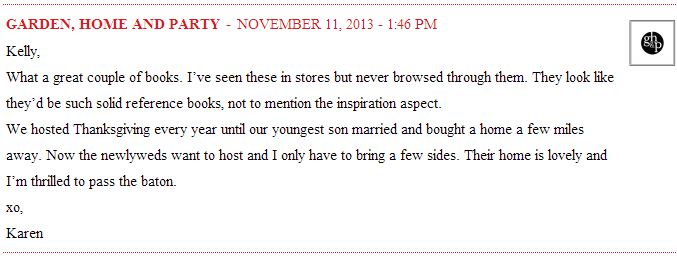 GARDEN, HOME AND PARTY - NOVEMBER 11, 2013 - 1:46 PM
gh&p
Kelly,
What a great couple of books. I've seen these in stores but never browsed through them. They look like
they'd be such solid reference books, not to mention the inspiration aspect.
We hosted Thanksgiving every year until our youngest son married and bought a home a few miles
away. Now the newlyweds want to host and I only have to bring a few sides. Their home is lovely and
I'm thrilled to pass the baton.
xo,
Karen